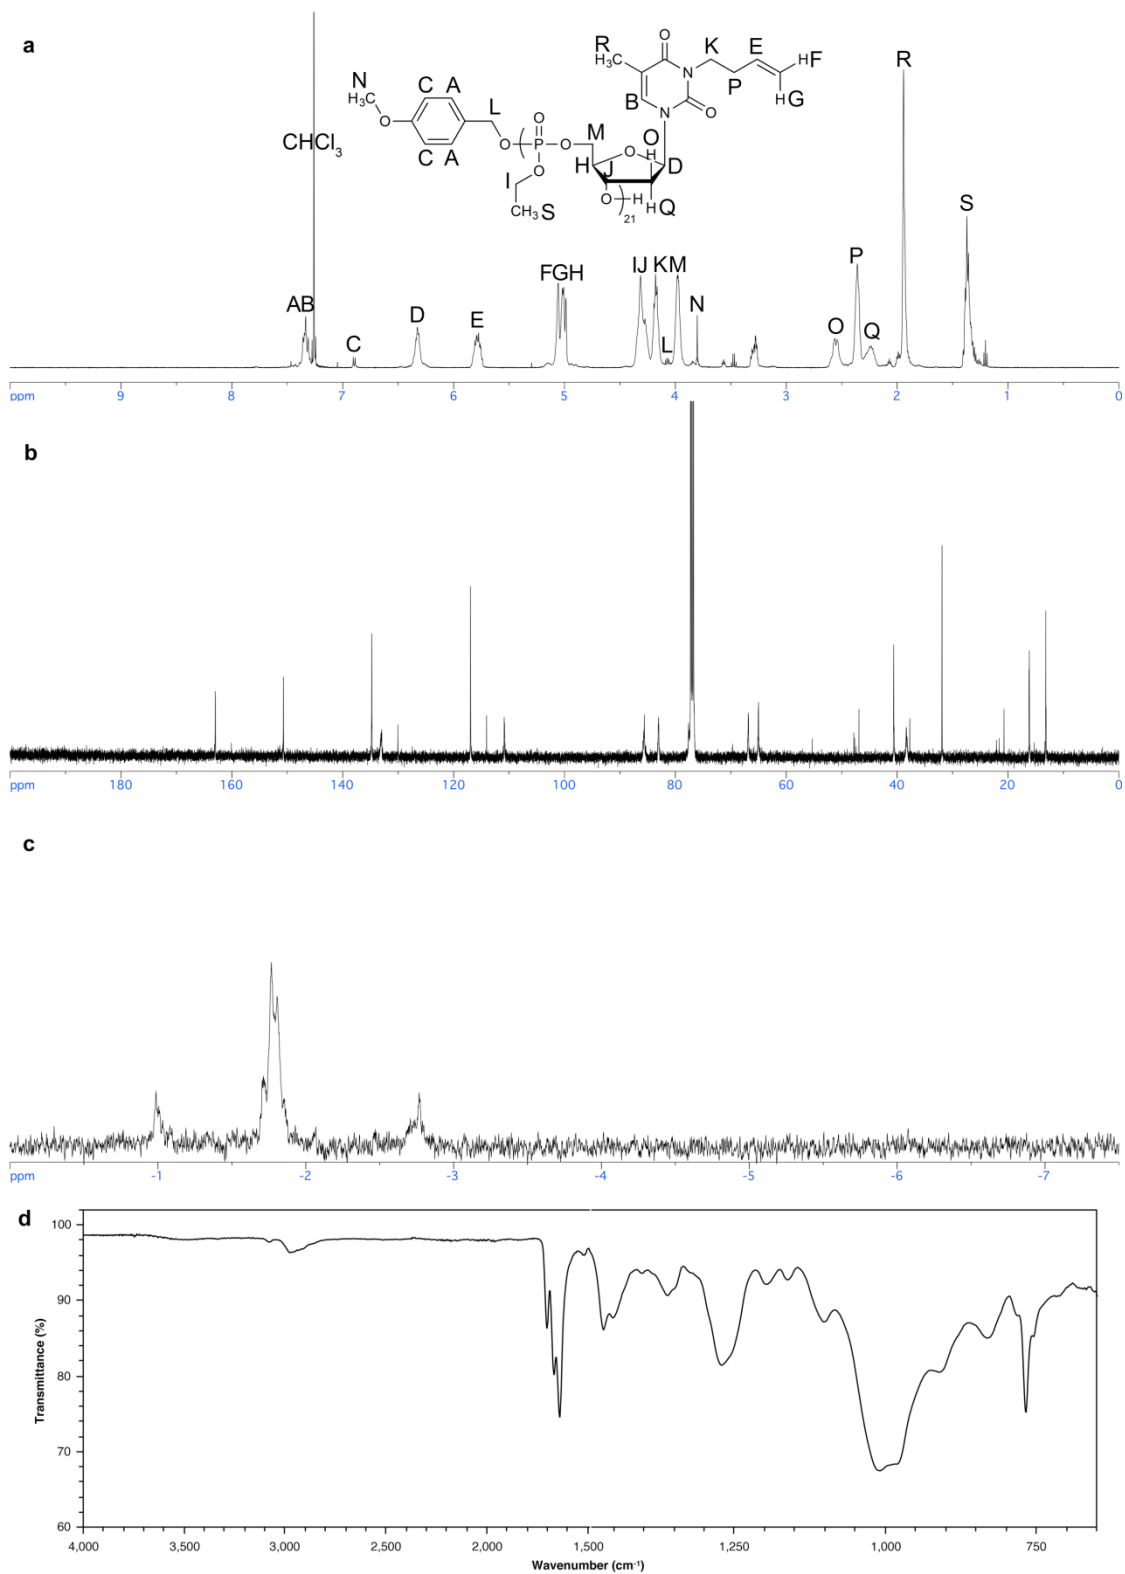 a
R
H₃C
O
K
E
H
F
N
P
H
G
N
H₃C
O
C
A
L
C
A
O
P
O
O
O
I
CH₃
S
M
B
N
O
O
H
O
H
J
D
O
H
H
Q
21
CHCl₃
AB
C
D
E
FGH
IJ
K
M
L
N
O
P
Q
R
S
ppm 9 8 7 6 5 4 3 2 1 0
b
ppm 180 160 140 120 100 80 60 40 20 0
c
ppm -1 -2 -3 -4 -5 -6 -7
d
100
90
80
70
60
Transmittance (%)
4,000 3,500 3,000 2,500 2,000 1,500 1,250 1,000 750
Wavenumber (cm⁻¹)